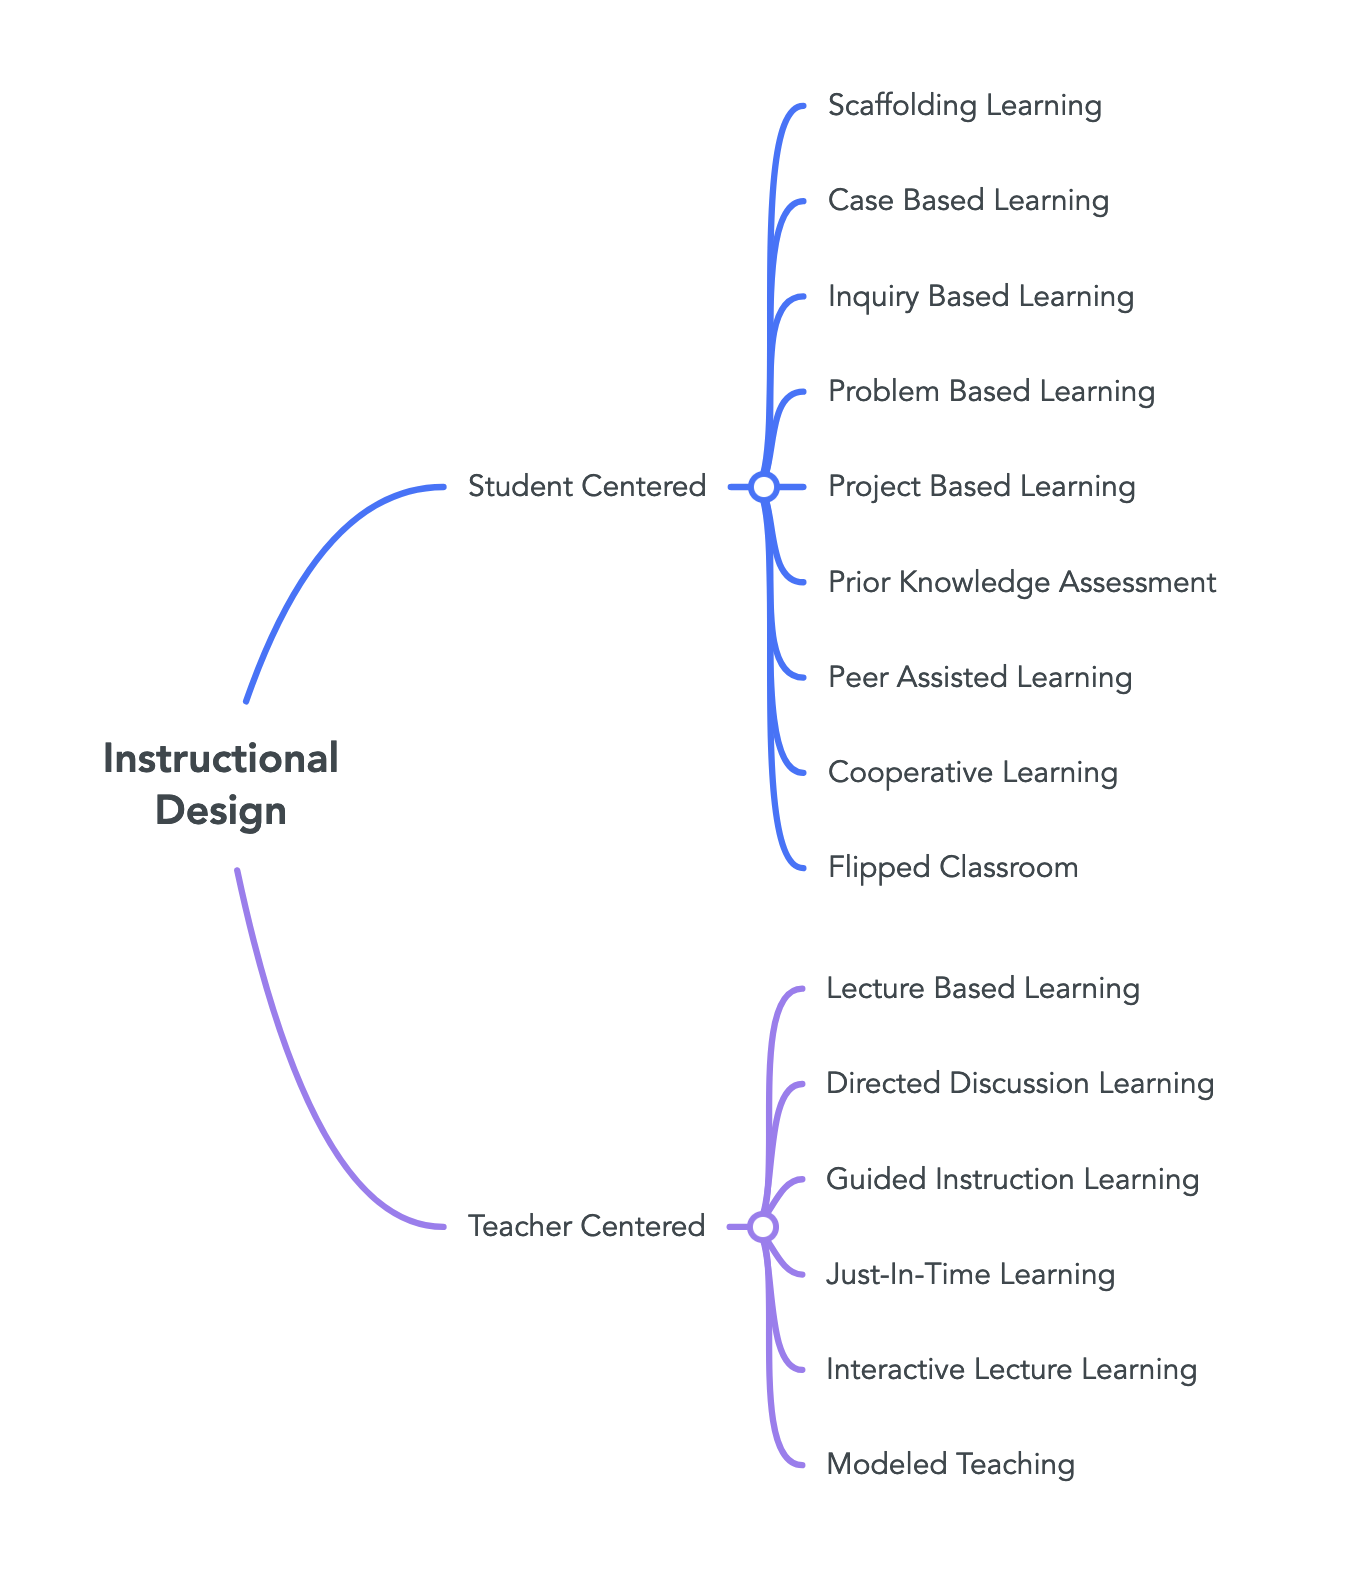 Scaffolding Learning
Case Based Learning
Inquiry Based Learning
Problem Based Learning
Student Centered
Project Based Learning
Prior Knowledge Assessment
Peer Assisted Learning
Instructional
Design
Cooperative Learning
Flipped Classroom
Lecture Based Learning
Directed Discussion Learning
Guided Instruction Learning
Teacher Centered
Just-In-Time Learning
Interactive Lecture Learning
Modeled Teaching